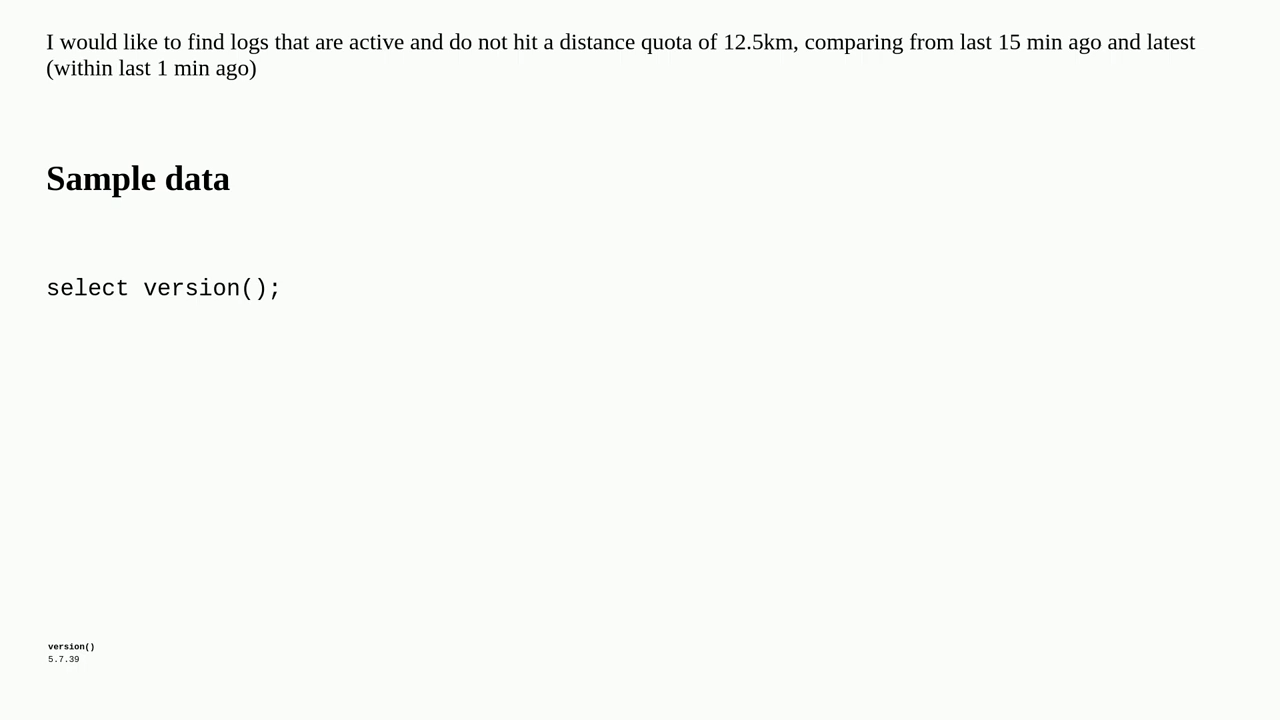 I would like to find logs that are active and do not hit a distance quota of 12.5km, comparing from last 15 min ago and latest
(within last 1 min ago)
Sample data
select version();
version()
5.7.39